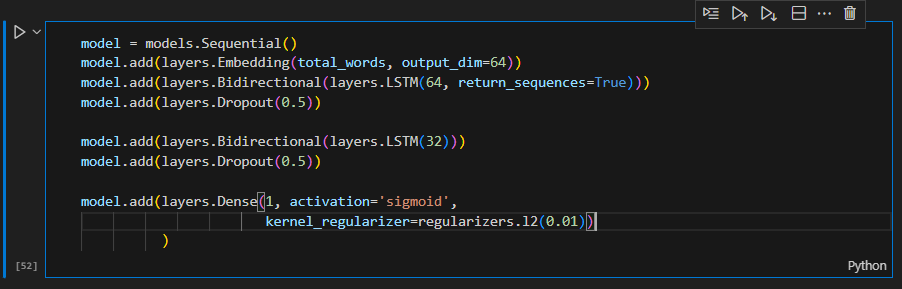 model = models.Sequential()
model.add(layers.Embedding(total_words, output_dim=64))
model.add(layers.Bidirectional(layers.LSTM(64, return_sequences=True)))
model.add(layers.Dropout(0.5))
model.add(layers.Bidirectional(layers.LSTM(32)))
model.add(layers.Dropout(0.5))
model.add(layers.Dense(1, activation='sigmoid',
kernel_regularizer=regularizers.l2(0.01))
)
[52]
Python